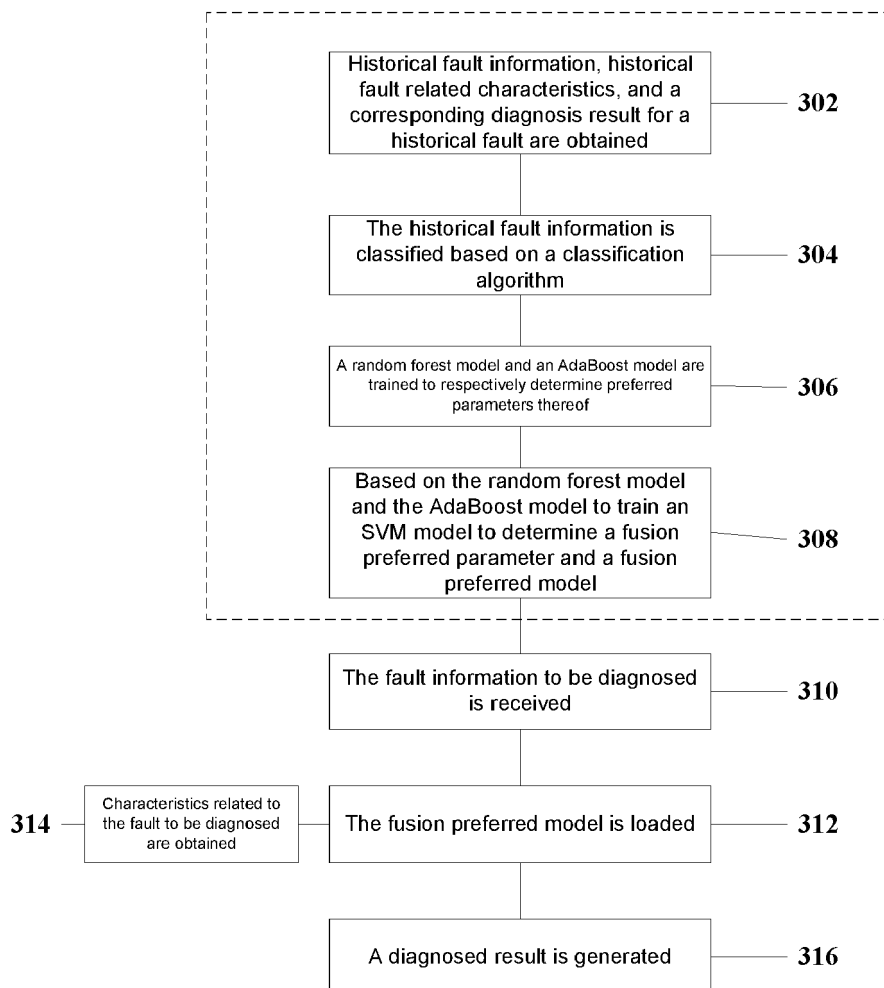 Historical fault information, historical
fault related characteristics, and a
corresponding diagnosis result for a
historical fault are obtained
302
The historical fault information is
classified based on a classification
algorithm
304
A random forest model and an AdaBoost model are
trained to respectively determine preferred
parameters thereof
306
Based on the random forest model
and the AdaBoost model to train an
SVM model to determine a fusion
preferred parameter and a fusion
preferred model
308
The fault information to be diagnosed
is received
310
314
Characteristics related to
the fault to be diagnosed
are obtained
The fusion preferred model is loaded
312
A diagnosed result is generated
316